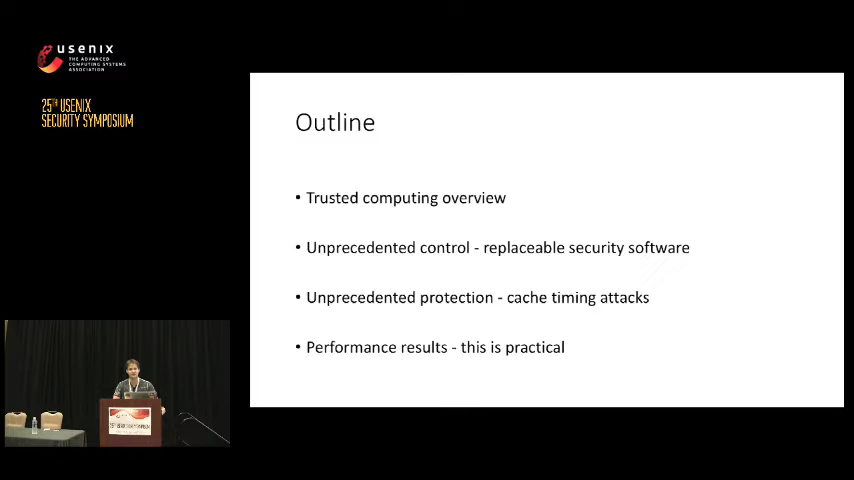 usenix
THE ADVANCED
COMPUTING SYSTEMS
ASSOCIATION
25TH USENIX
SECURITY SYMPOSIUM
Outline
• Trusted computing overview
• Unprecedented control - replaceable security software
• Unprecedented protection - cache timing attacks
• Performance results - this is practical